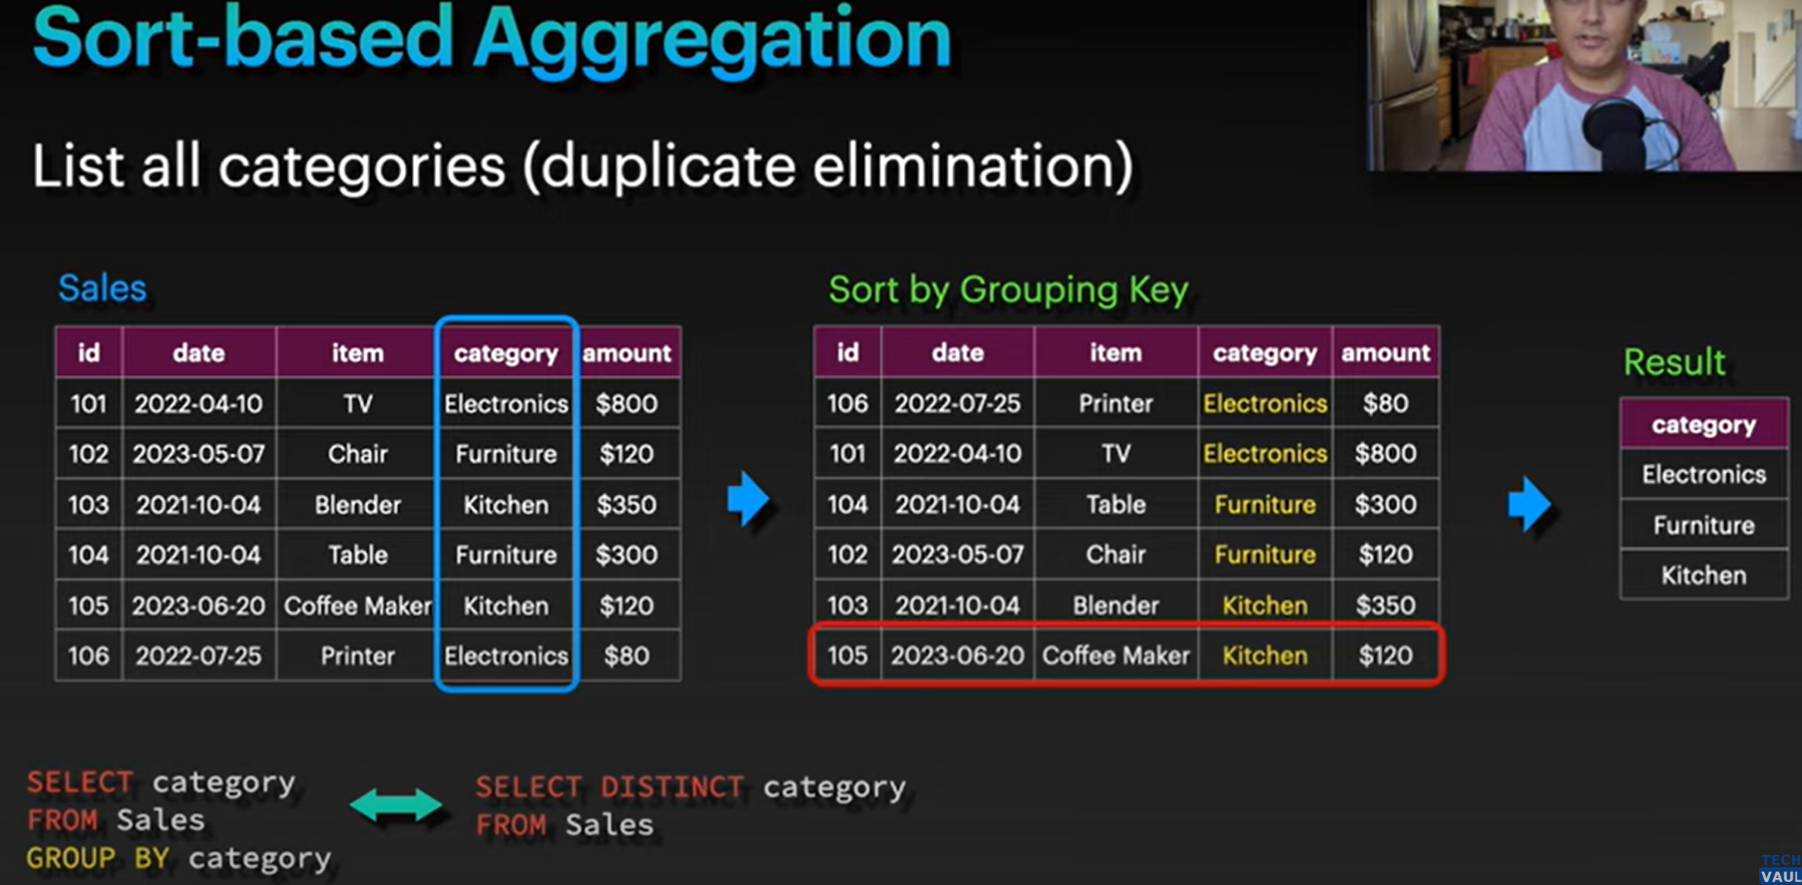 Sort-based Aggregation
List all categories (duplicate elimination)
Sales
id date item category amount
101 2022-04-10 TV Electronics $800
102 2023-05-07 Chair Furniture $120
103 2021-10-04 Blender Kitchen $350
104 2021-10-04 Table Furniture $300
105 2023-06-20 Coffee Maker Kitchen $120
106 2022-07-25 Printer Electronics $80
Sort by Grouping Key
id date item category amount
106 2022-07-25 Printer Electronics $80
101 2022-04-10 TV Electronics $800
104 2021-10-04 Table Furniture $300
102 2023-05-07 Chair Furniture $120
103 2021-10-04 Blender Kitchen $350
105 2023-06-20 Coffee Maker Kitchen $120
Result
category
Electronics
Furniture
Kitchen
SELECT category
FROM Sales
GROUP BY category
SELECT DISTINCT category
FROM Sales
TECH
VAUL